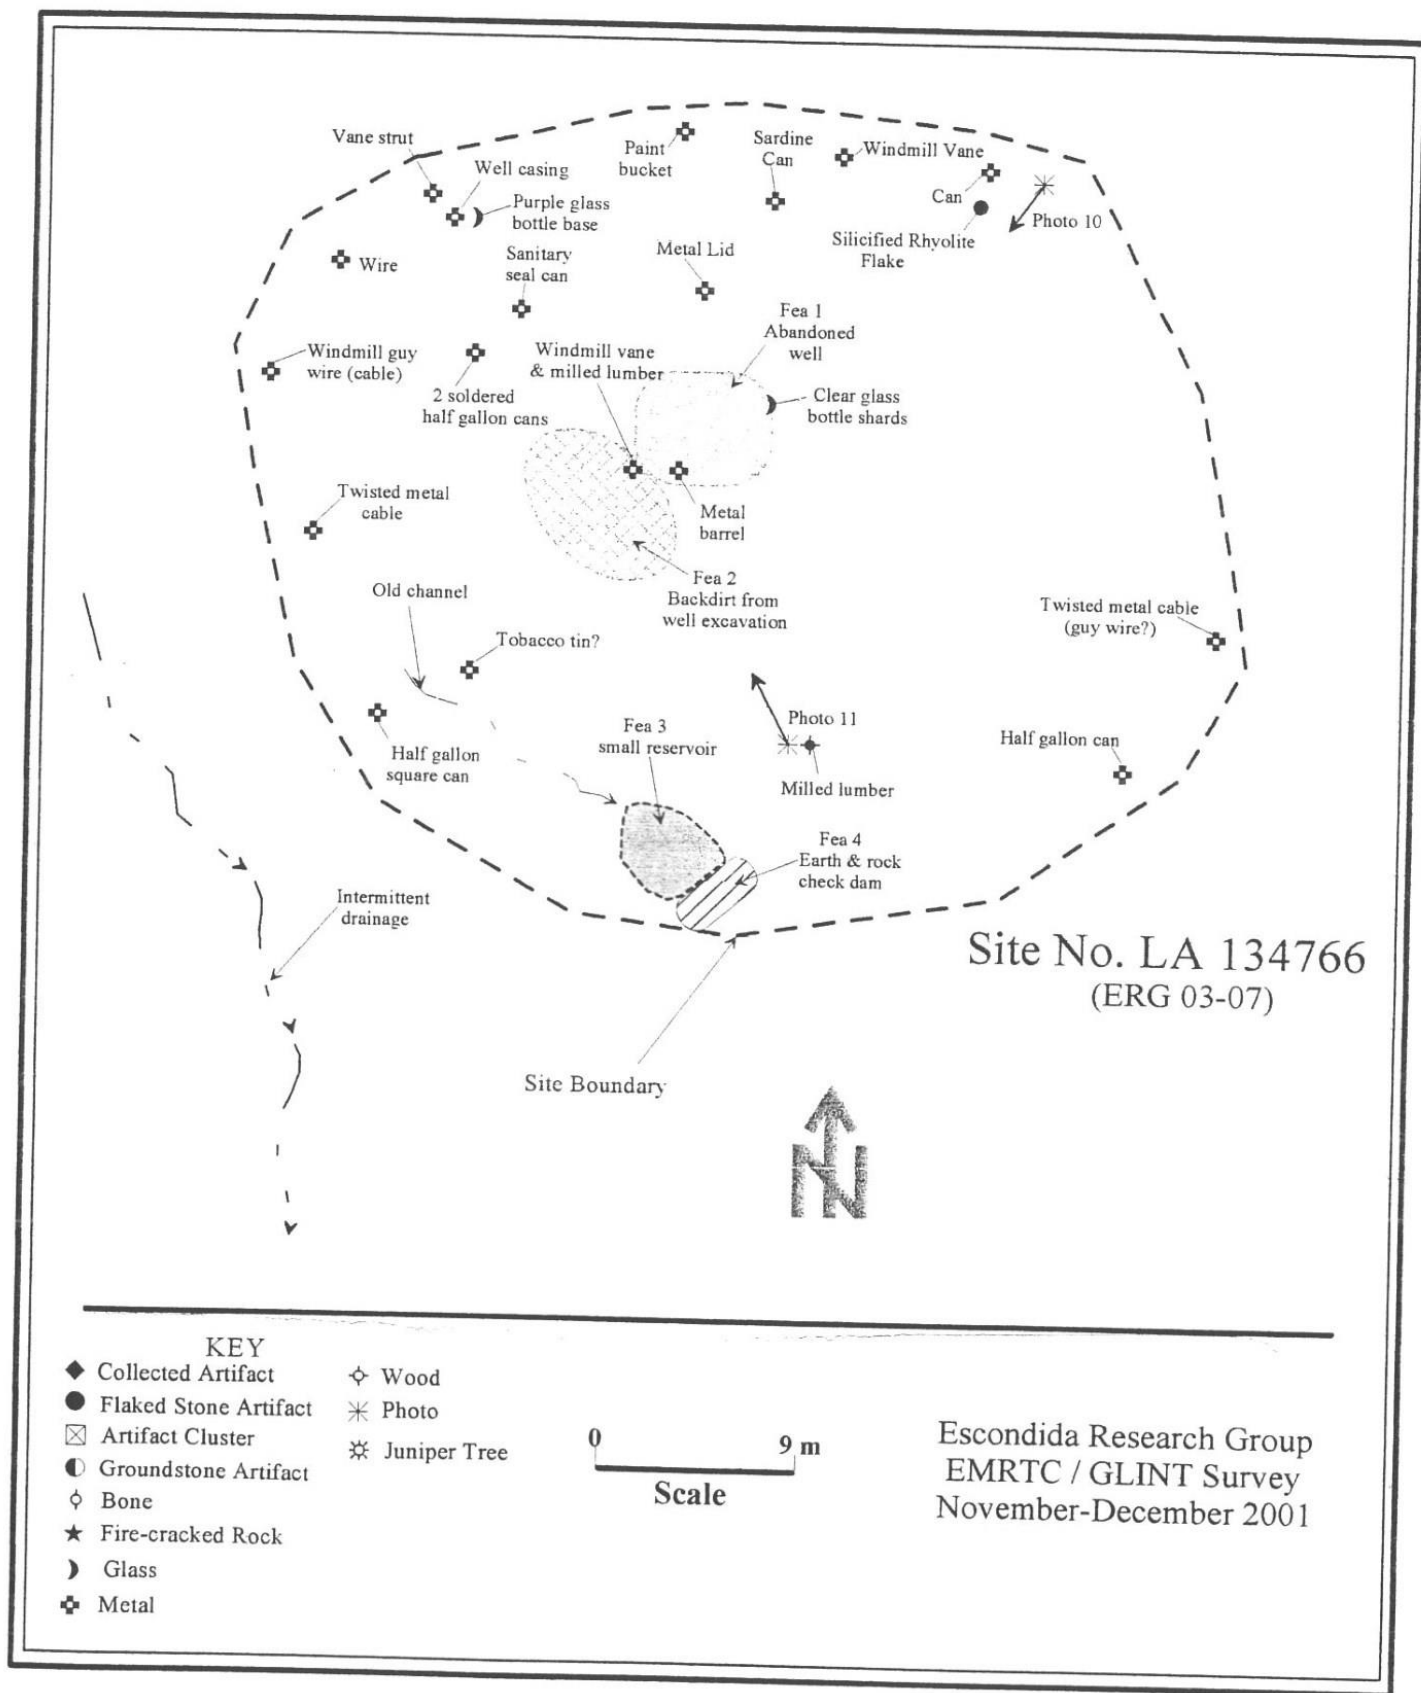 Vane strut
Well casing
Purple glass
bottle base
Paint
bucket
Sardine
Can
Windmill Vane
Can
Photo 10
Silicified Rhyolite
Flake
Wire
Sanitary
seal can
Metal Lid
Fea 1
Abandoned
well
Windmill guy
wire (cable)
2 soldered
half gallon cans
Windmill vane
& milled lumber
Clear glass
bottle shards
Twisted metal
cable
Metal
barrel
Fea 2
Backdirt from
well excavation
Old channel
Tobacco tin?
Twisted metal cable
(guy wire?)
Half gallon
square can
Fea 3
small reservoir
Photo 11
Milled lumber
Half gallon can
Fea 4
Earth & rock
check dam
Intermittent
drainage
Site No. LA 134766
(ERG 03-07)
Site Boundary
N
KEY
Collected Artifact
Flaked Stone Artifact
Artifact Cluster
Groundstone Artifact
Bone
Fire-cracked Rock
Glass
Metal
Wood
Photo
Juniper Tree
0 9 m
Scale
Escondida Research Group
EMRTC / GLINT Survey
November-December 2001